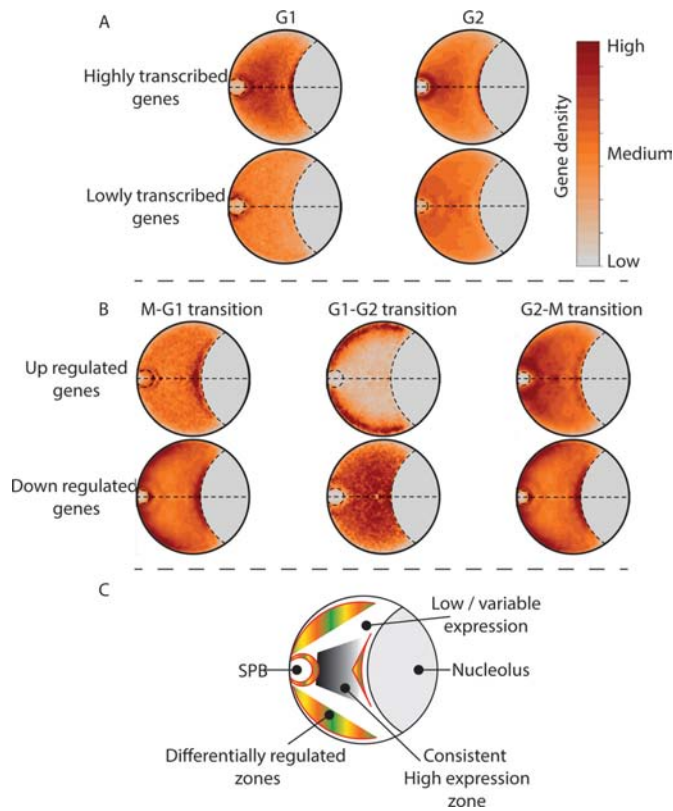 A
G1
G2
Highly transcribed
genes
Lowly transcribed
genes
High
Medium
Low
Gene density
B
M-G1 transition
G1-G2 transition
G2-M transition
Up regulated
genes
Down regulated
genes
C
Low / variable
expression
SPB
Nucleolus
Differentially regulated
zones
Consistent
High expression
zone